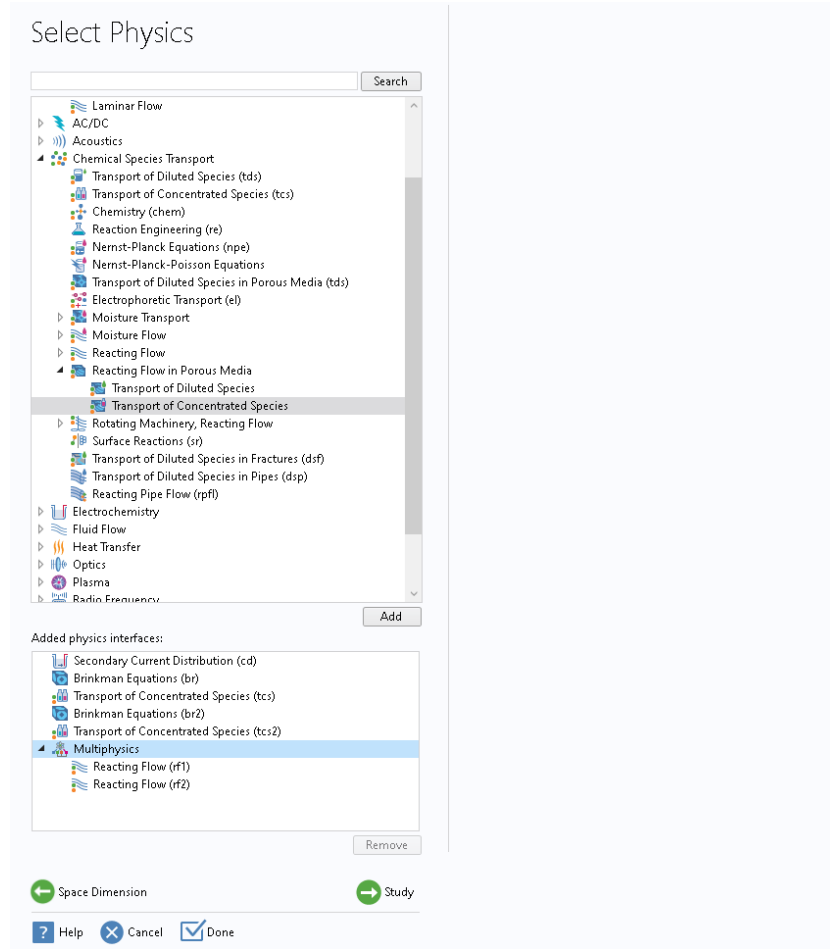 Select Physics
Search
Laminar Flow
AC/DC
Acoustics
Chemical Species Transport
Transport of Diluted Species (tds)
Transport of Concentrated Species (tcs)
Chemistry (chem)
Reaction Engineering (re)
Nernst-Planck Equations (npe)
Nernst-Planck-Poisson Equations
Transport of Diluted Species in Porous Media (tds)
Electrophoretic Transport (el)
Moisture Transport
Moisture Flow
Reacting Flow
Reacting Flow in Porous Media
Transport of Diluted Species
Transport of Concentrated Species
Rotating Machinery, Reacting Flow
Surface Reactions (sr)
Transport of Diluted Species in Fractures (dsf)
Transport of Diluted Species in Pipes (dsp)
Reacting Pipe Flow (rpfl)
Electrochemistry
Fluid Flow
Heat Transfer
Optics
Plasma
Radio Frequency
Add
Added physics interfaces:
Secondary Current Distribution (cd)
Brinkman Equations (br)
Transport of Concentrated Species (tcs)
Brinkman Equations (br2)
Transport of Concentrated Species (tcs2)
Multiphysics
Reacting Flow (rf1)
Reacting Flow (rf2)
Remove
Space Dimension
Study
? Help
Cancel
Done